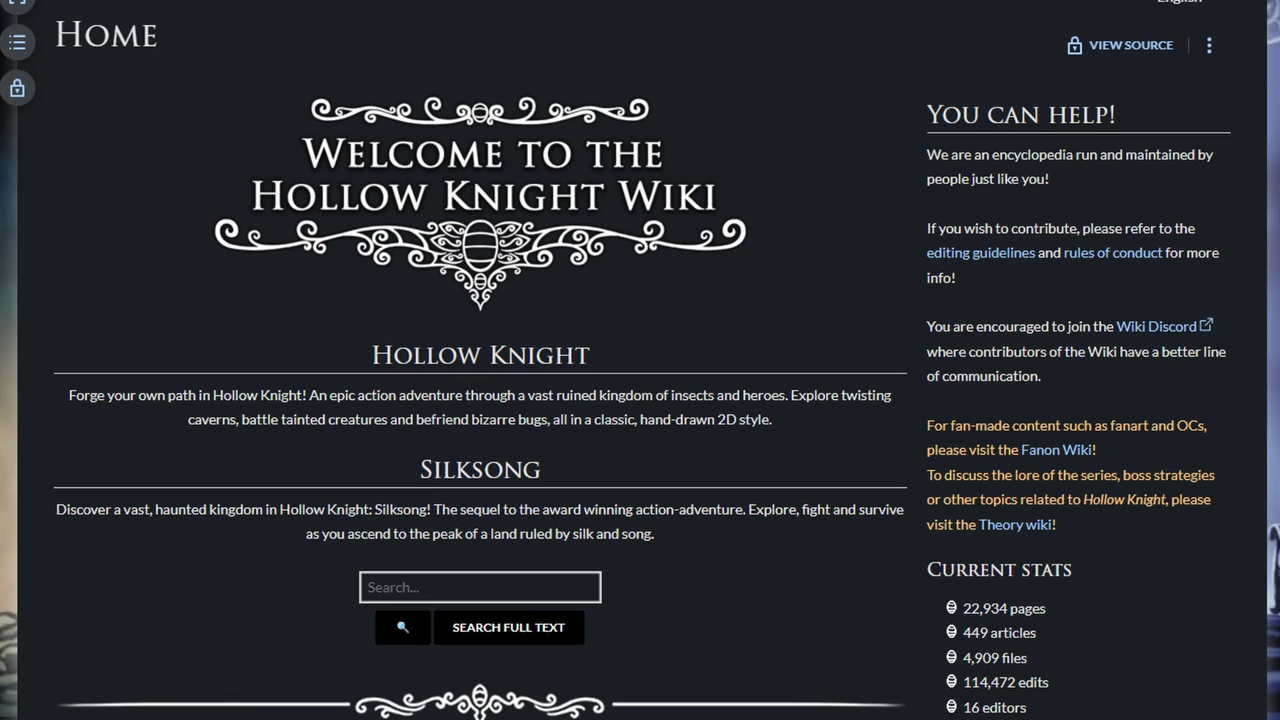 English
Home
VIEW SOURCE
Welcome to the
Hollow Knight Wiki
Hollow Knight
Forge your own path in Hollow Knight! An epic action adventure through a vast ruined kingdom of insects and heroes. Explore twisting
caverns, battle tainted creatures and befriend bizarre bugs, all in a classic, hand-drawn 2D style.
Silksong
Discover a vast, haunted kingdom in Hollow Knight: Silksong! The sequel to the award winning action-adventure. Explore, fight and survive
as you ascend to the peak of a land ruled by silk and song.
Search...
SEARCH FULL TEXT
You can help!
We are an encyclopedia run and maintained by
people just like you!
If you wish to contribute, please refer to the
editing guidelines and rules of conduct for more
info!
You are encouraged to join the Wiki Discord
where contributors of the Wiki have a better line
of communication.
For fan-made content such as fanart and OCs,
please visit the Fanon Wiki!
To discuss the lore of the series, boss strategies
or other topics related to Hollow Knight, please
visit the Theory wiki!
Current stats
22,934 pages
449 articles
4,909 files
114,472 edits
16 editors